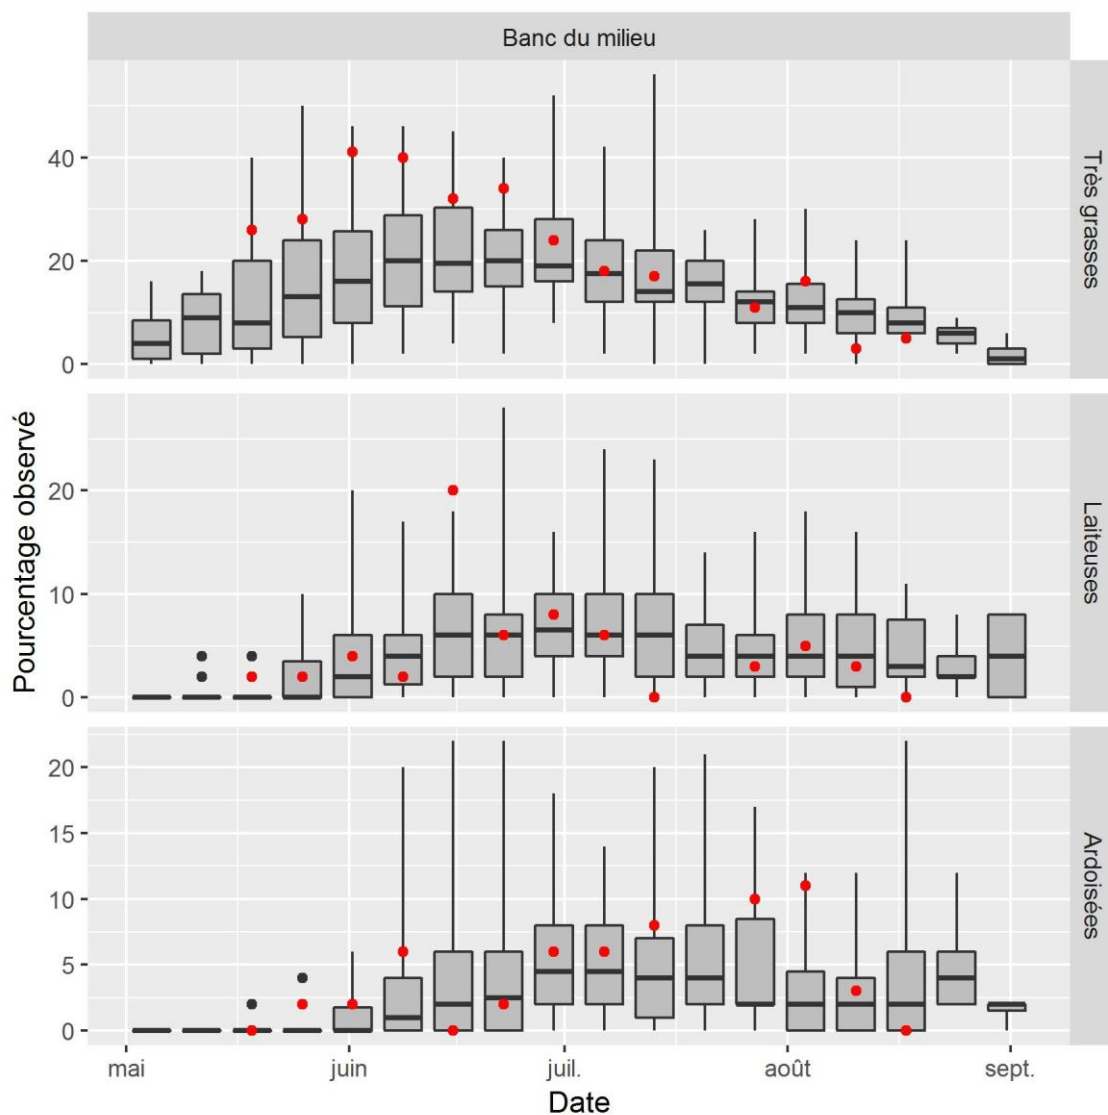 Banc du milieu
Très grasses
40
20
0
Laiteuses
20
10
0
Ardoisées
20
15
10
5
0
Pourcentage observé
mai juin juil. août sept.
Date